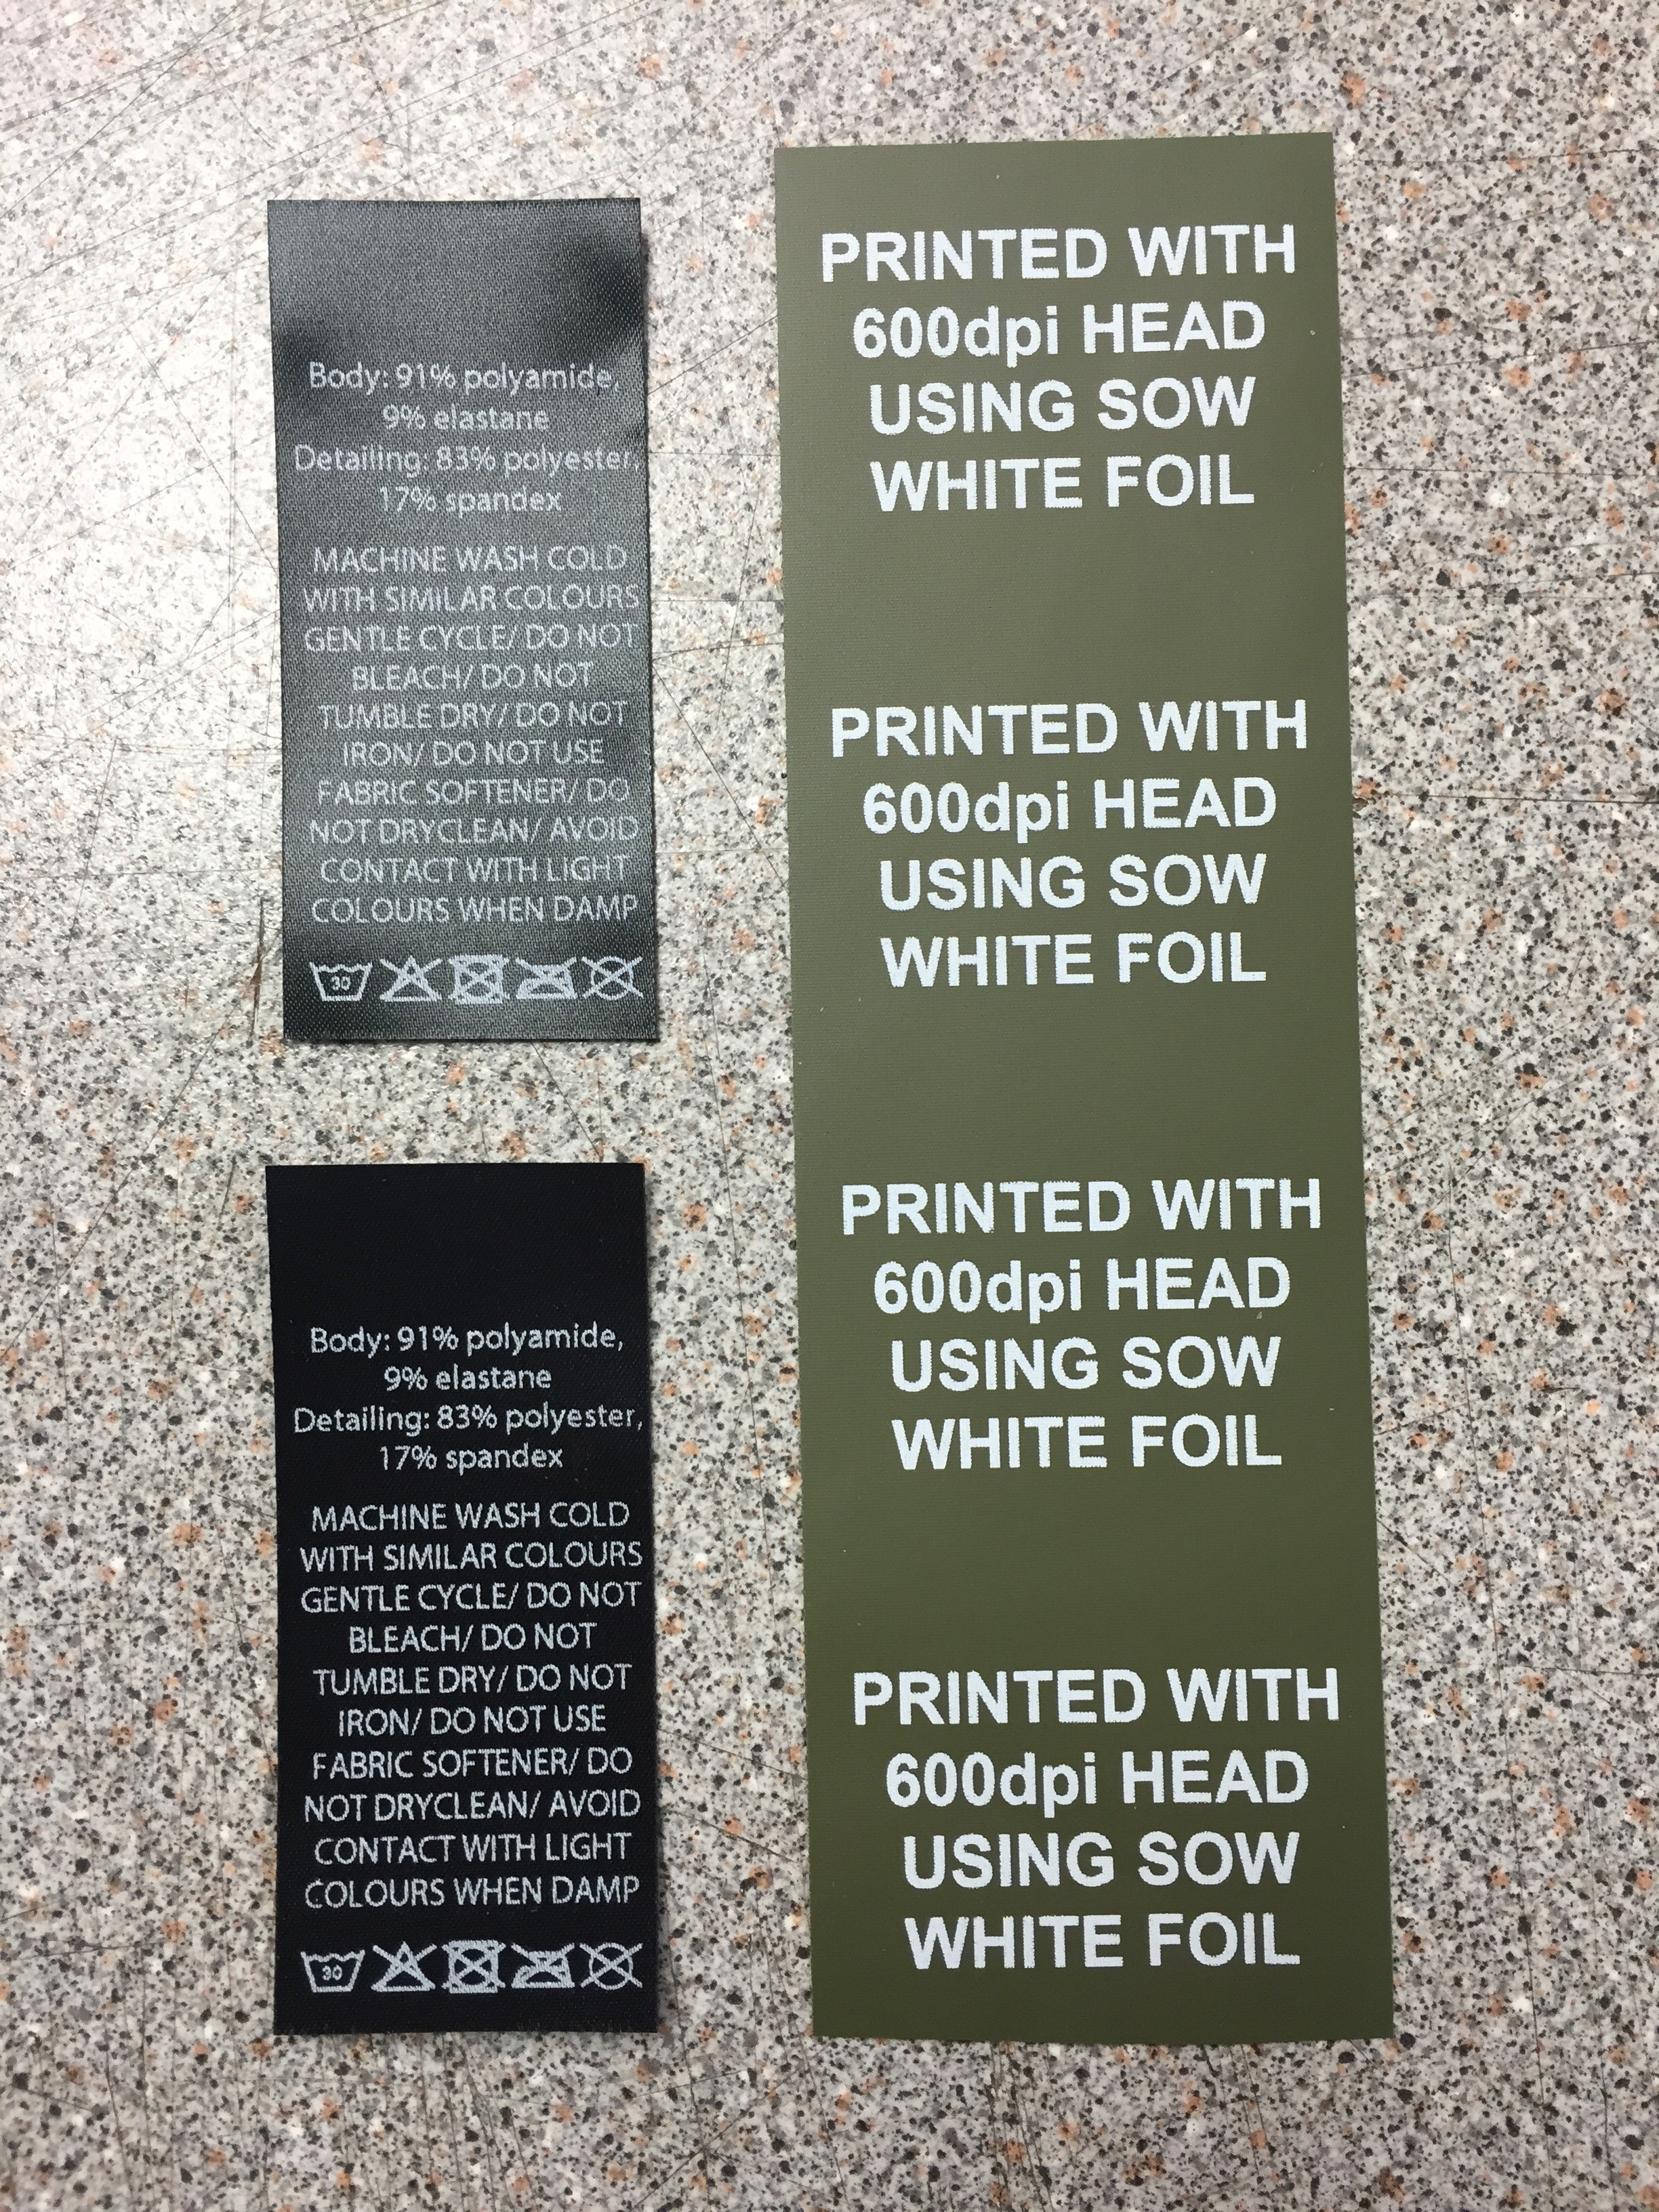 Body: 91% polyamide,
9% elastane
Detailing: 83% polyester,
17% spandex
MACHINE WASH COLD
WITH SIMILAR COLOURS
GENTLE CYCLE/ DO NOT
BLEACH/ DO NOT
TUMBLE DRY/ DO NOT
IRON/ DO NOT USE
FABRIC SOFTENER/ DO
NOT DRYCLEAN/ AVOID
CONTACT WITH LIGHT
COLOURS WHEN DAMP
30
Body: 91% polyamide,
9% elastane
Detailing: 83% polyester,
17% spandex
MACHINE WASH COLD
WITH SIMILAR COLOURS
GENTLE CYCLE/ DO NOT
BLEACH/ DO NOT
TUMBLE DRY/ DO NOT
IRON/ DO NOT USE
FABRIC SOFTENER/ DO
NOT DRYCLEAN/ AVOID
CONTACT WITH LIGHT
COLOURS WHEN DAMP
30
PRINTED WITH
600dpi HEAD
USING SOW
WHITE FOIL
PRINTED WITH
600dpi HEAD
USING SOW
WHITE FOIL
PRINTED WITH
600dpi HEAD
USING SOW
WHITE FOIL
PRINTED WITH
600dpi HEAD
USING SOW
WHITE FOIL